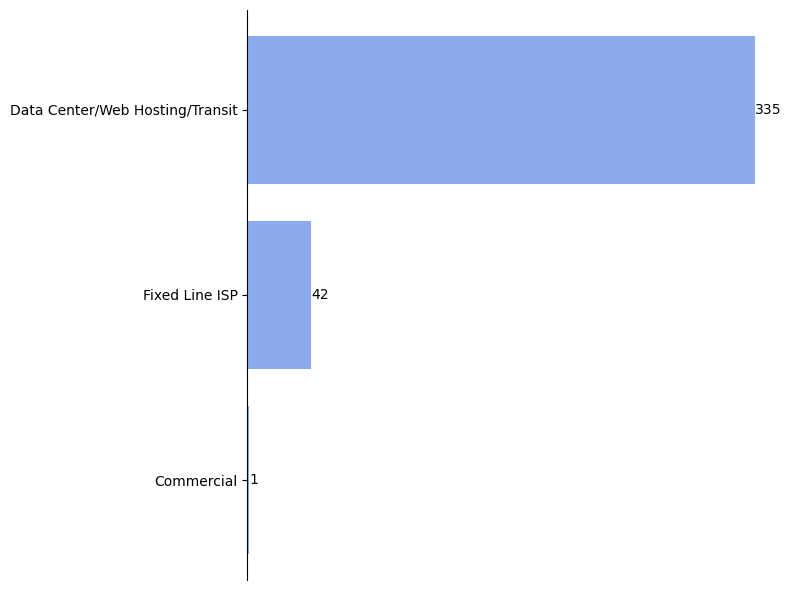 Data Center/Web Hosting/Transit 335
Fixed Line ISP 42
Commercial 1